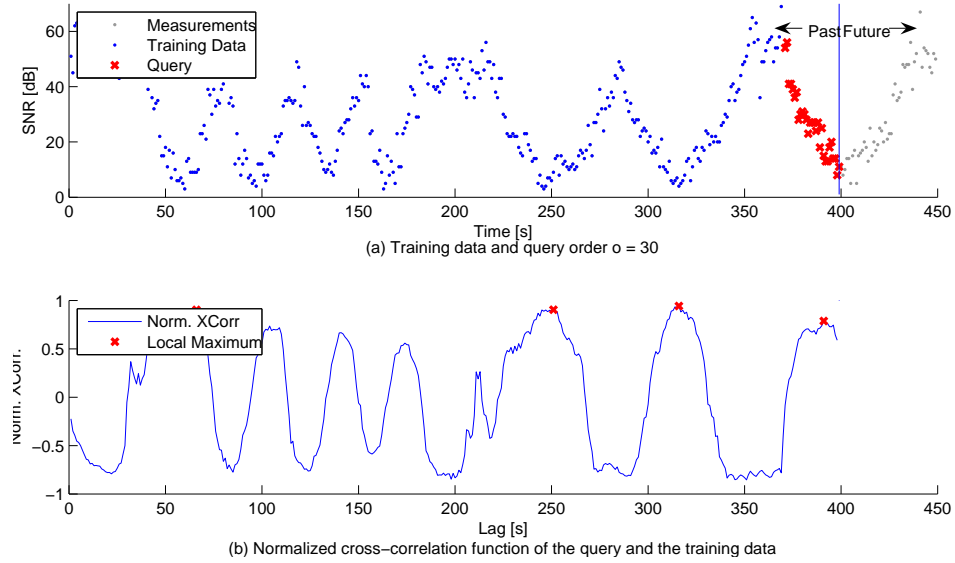 Measurements
Training Data
Query
Past Future
SNR [dB]
60
40
20
0
0 50 100 150 200 250 300 350 400 450
Time [s]
(a) Training data and query order o = 30
Norm. XCorr
Local Maximum
Norm. XCorr.
1
0.5
0
−0.5
−1
0 50 100 150 200 250 300 350 400 450
Lag [s]
(b) Normalized cross−correlation function of the query and the training data